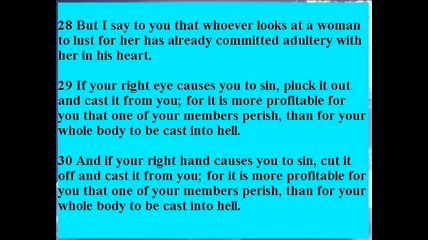 28 But I say to you that whoever looks at a woman
to lust for her has already committed adultery with
her in his heart.
29 If your right eye causes you to sin, pluck it out
and cast it from you; for it is more profitable for
you that one of your members perish, than for your
whole body to be cast into hell.
30 And if your right hand causes you to sin, cut it
off and cast it from you; for it is more profitable for
you that one of your members perish, than for your
whole body to be cast into hell.